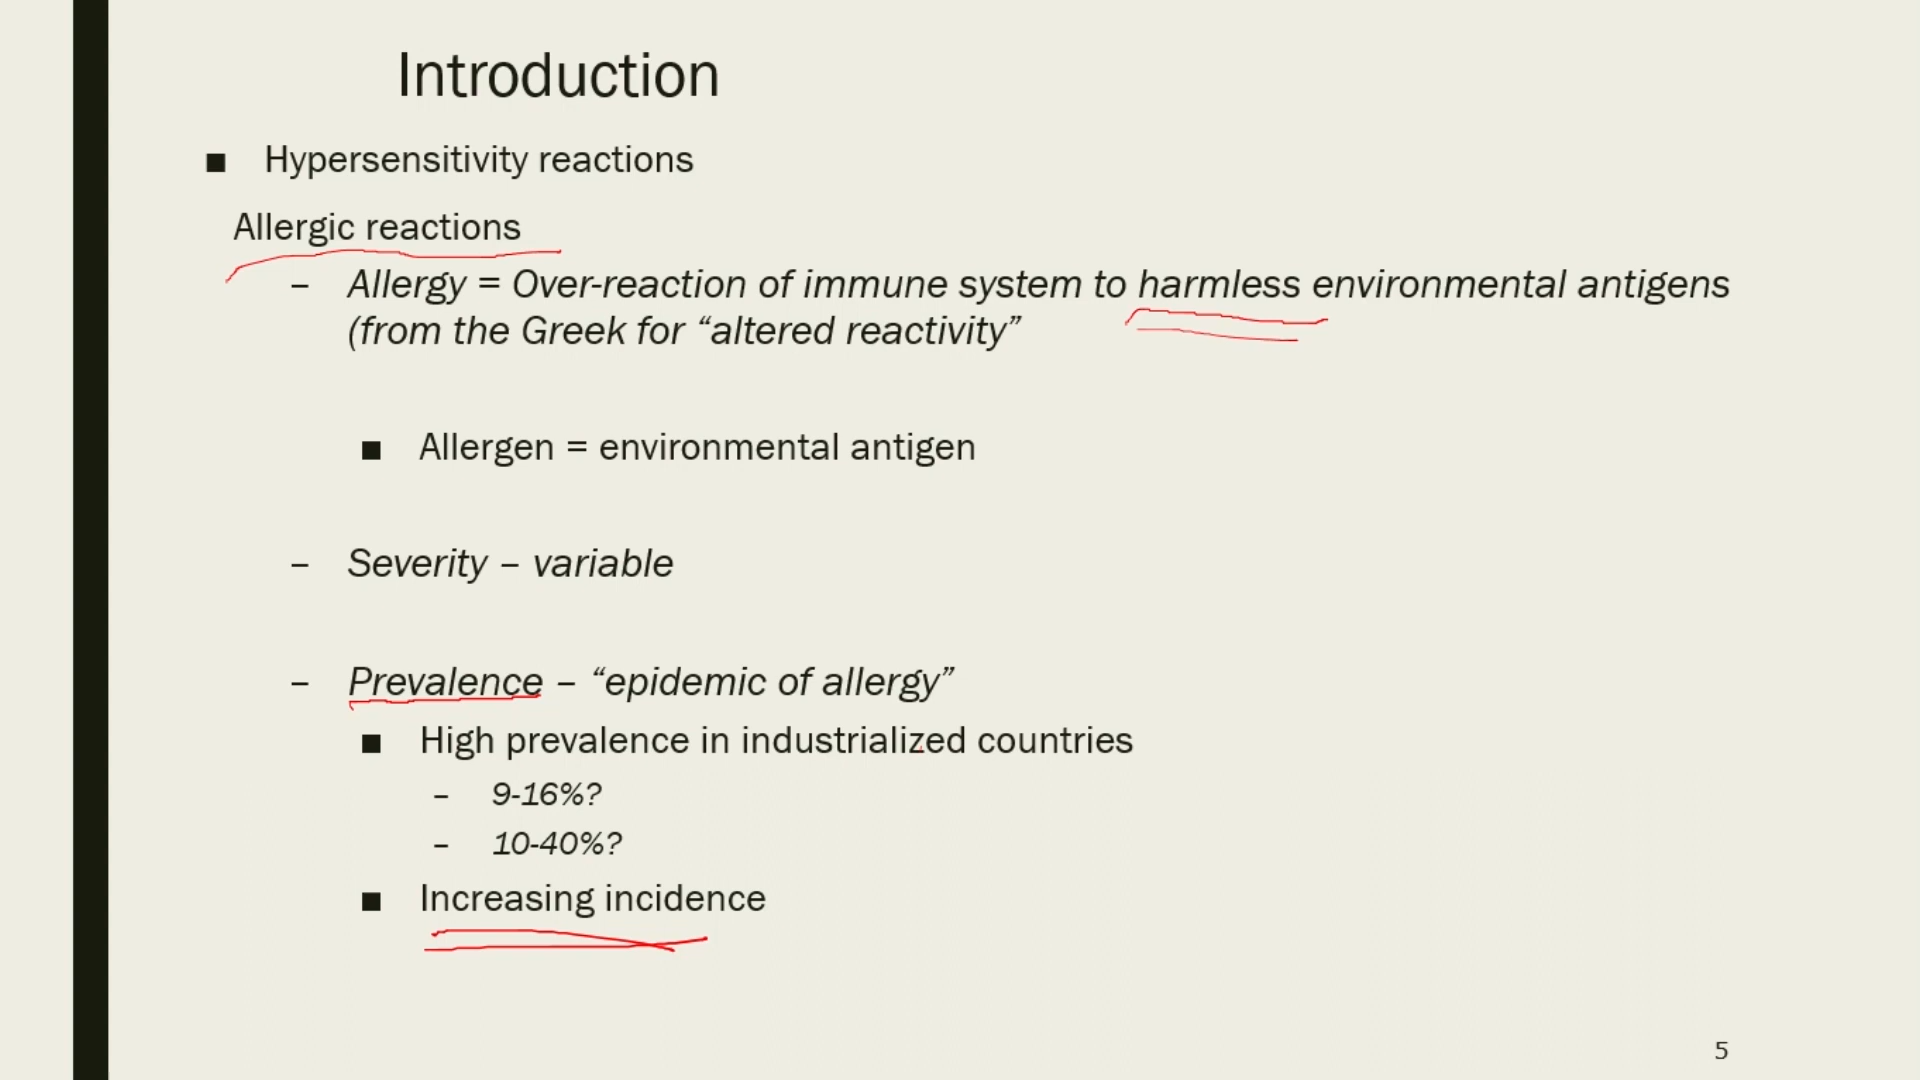 Introduction
■ Hypersensitivity reactions
Allergic reactions
– Allergy = Over-reaction of immune system to harmless environmental antigens
(from the Greek for “altered reactivity”
■ Allergen = environmental antigen
– Severity – variable
– Prevalence – “epidemic of allergy”
■ High prevalence in industrialized countries
– 9-16%?
– 10-40%?
■ Increasing incidence
5